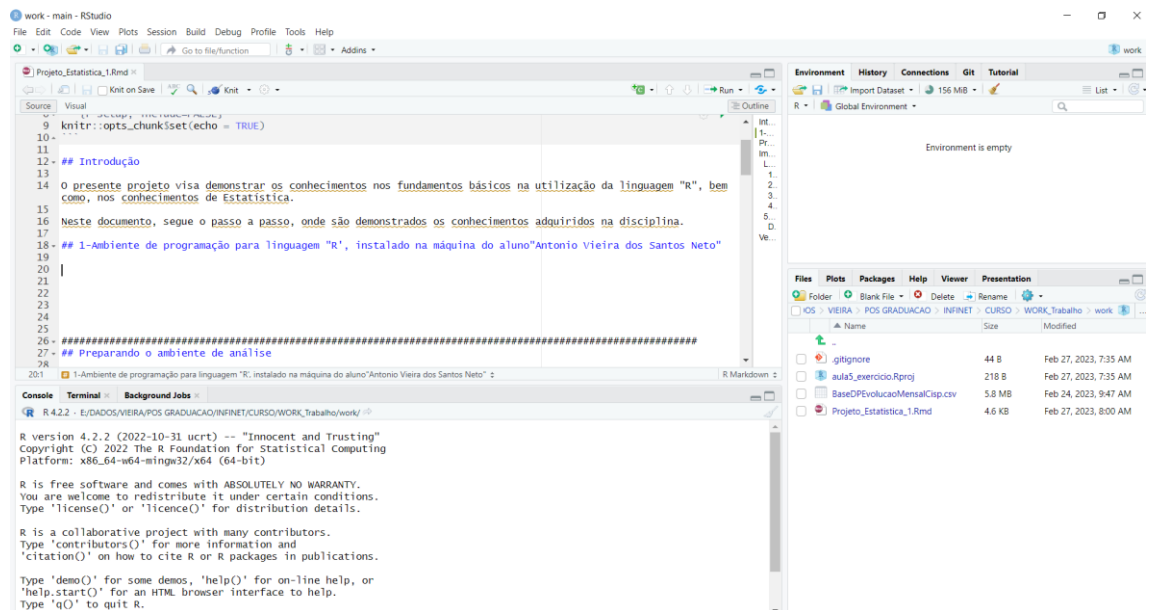 work - main - RStudio
File Edit Code View Plots Session Build Debug Profile Tools Help
Go to file/function Addins
work
Projeto_Estatistica_1.Rmd
Knit on Save Knit Run
Source Visual Outline
9 knitr::opts_chunk$set(echo = TRUE)
10 ```
11
12 ## Introdução
13
14 O presente projeto visa demonstrar os conhecimentos nos fundamentos básicos na utilização da linguagem "R", bem
como, nos conhecimentos de Estatística.
15
16 Neste documento, segue o passo a passo, onde são demonstrados os conhecimentos adquiridos na disciplina.
17
18 ## 1-Ambiente de programação para linguagem "R', instalado na máquina do aluno"Antonio Vieira dos Santos Neto"
19
20
21
22
23
24
25
26 ####################################################################################################
27 ## Preparando o ambiente de análise
28
Int...
1-...
Pr...
Im...
L...
1..
2..
3..
4..
5...
D.
Ve...
20:1 1-Ambiente de programação para linguagem "R', instalado na máquina do aluno"Antonio Vieira dos Santos Neto" R Markdown
Console Terminal Background Jobs
R 4.2.2 · E:/DADOS/VIEIRA/POS GRADUACAO/INFINET/CURSO/WORK_Trabalho/work/
R version 4.2.2 (2022-10-31 ucrt) -- "Innocent and Trusting"
Copyright (C) 2022 The R Foundation for Statistical Computing
Platform: x86_64-w64-mingw32/x64 (64-bit)
R is free software and comes with ABSOLUTELY NO WARRANTY.
You are welcome to redistribute it under certain conditions.
Type 'license()' or 'licence()' for distribution details.
R is a collaborative project with many contributors.
Type 'contributors()' for more information and
'citation()' on how to cite R or R packages in publications.
Type 'demo()' for some demos, 'help()' for on-line help, or
'help.start()' for an HTML browser interface to help.
Type 'q()' to quit R.
Environment History Connections Git Tutorial
Import Dataset 156 MiB List
R Global Environment
Environment is empty
Files Plots Packages Help Viewer Presentation
Folder Blank File Delete Rename
OS > VIEIRA > POS GRADUACAO > INFINET > CURSO > WORK_Trabalho > work ...
Name Size Modified
..
.gitignore 44 B Feb 27, 2023, 7:35 AM
aula5_exercicio.Rproj 218 B Feb 27, 2023, 7:35 AM
BaseDPEvolucaoMensalCisp.csv 5.8 MB Feb 24, 2023, 9:47 AM
Projeto_Estatistica_1.Rmd 4.6 KB Feb 27, 2023, 8:00 AM